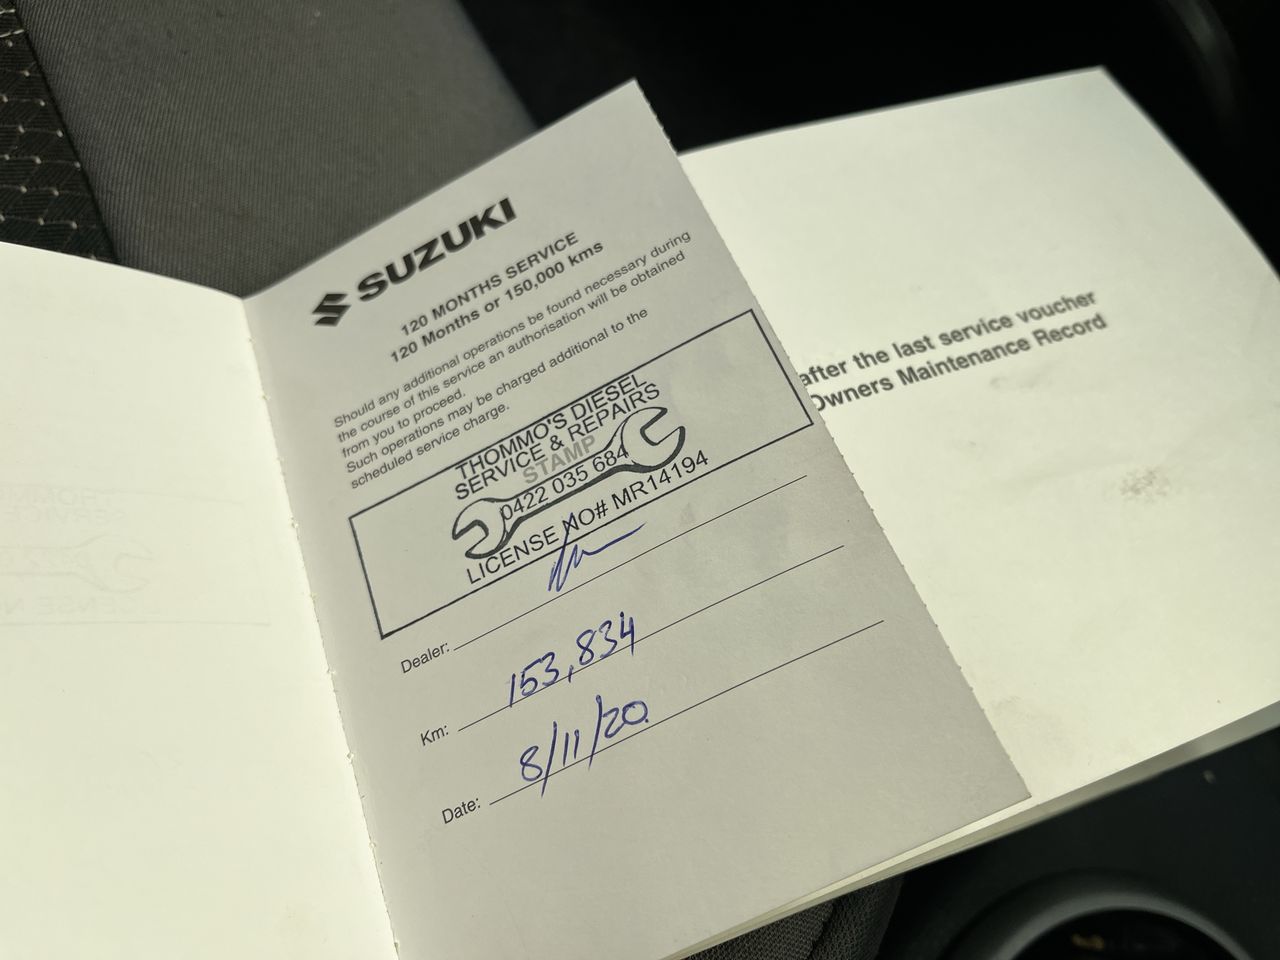 SUZUKI
120 MONTHS SERVICE
120 Months or 150,000 kms
Should any additional operations be found necessary during
the course of this service an authorisation will be obtained
from you to proceed.
Such operations may be charged additional to the
scheduled service charge.
THOMMO'S DIESEL
SERVICE & REPAIRS
STAMP
0422 035 684
LICENSE NO# MR14194
Dealer:
Km: 153,834
Date: 8/11/20
after the last service voucher
Owners Maintenance Record